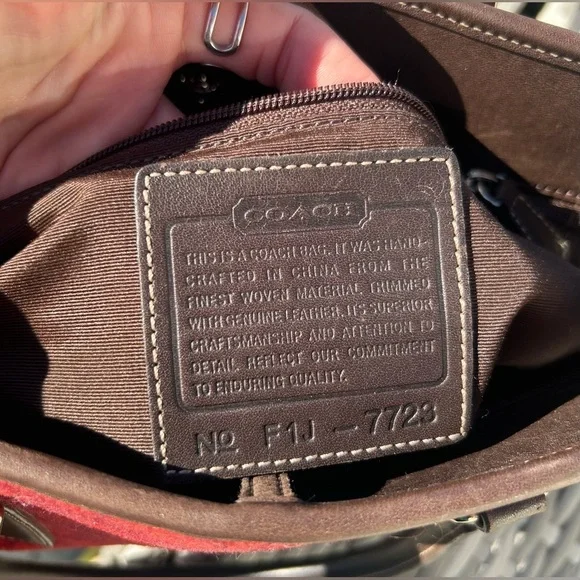 COACH
THIS IS A COACH BAG. IT WAS HAND-
CRAFTED IN CHINA FROM THE
FINEST WOVEN MATERIAL TRIMMED
WITH GENUINE LEATHER. ITS SUPERIOR
CRAFTSMANSHIP AND ATTENTION TO
DETAIL REFLECT OUR COMMITMENT
TO ENDURING QUALITY.
No F1J - 7723